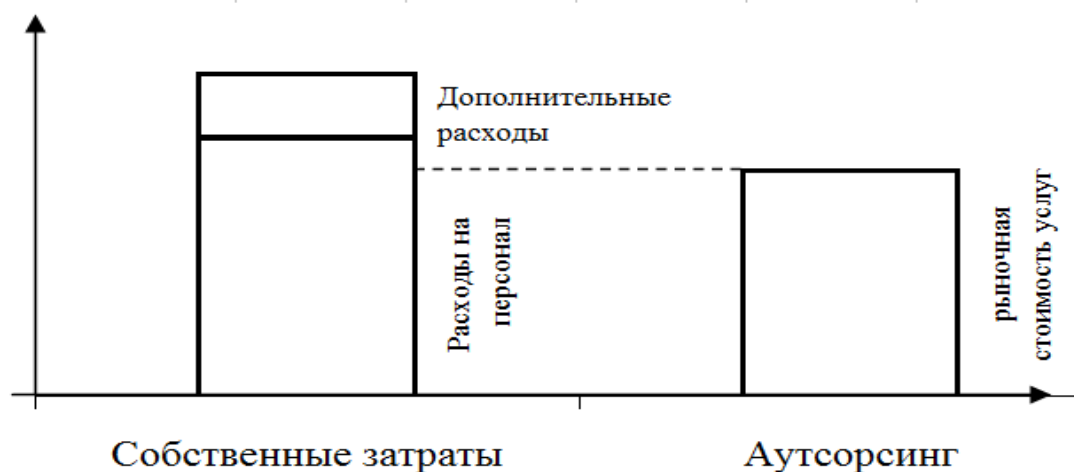 Дополнительные
расходы
Расходы на
персонал
рыночная
стоимость услуг
Собственные затраты
Аутсорсинг